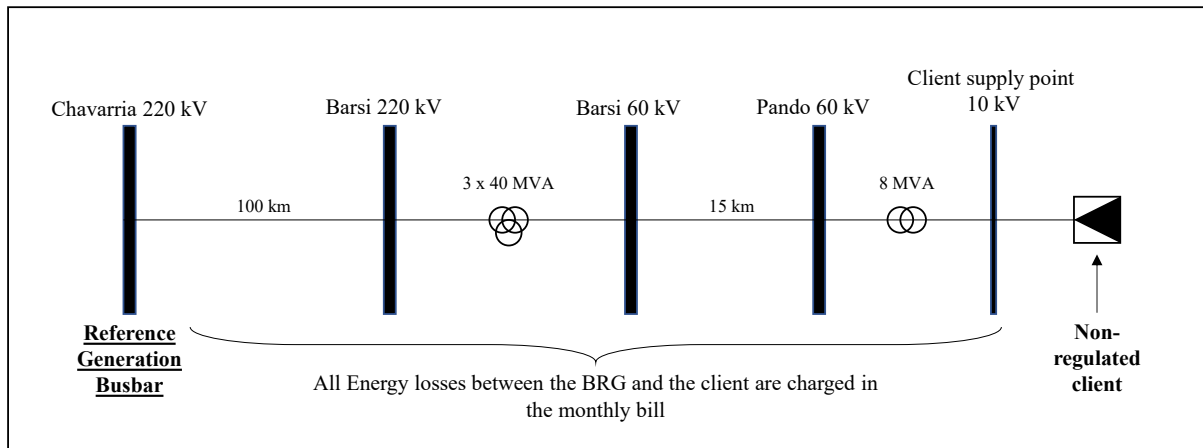 Client supply point
10 kV
Chavarria 220 kV
Barsi 220 kV
Barsi 60 kV
Pando 60 kV
3 x 40 MVA
8 MVA
100 km
15 km
Reference
Generation
Busbar
All Energy losses between the BRG and the client are charged in
the monthly bill
Non-
regulated
client